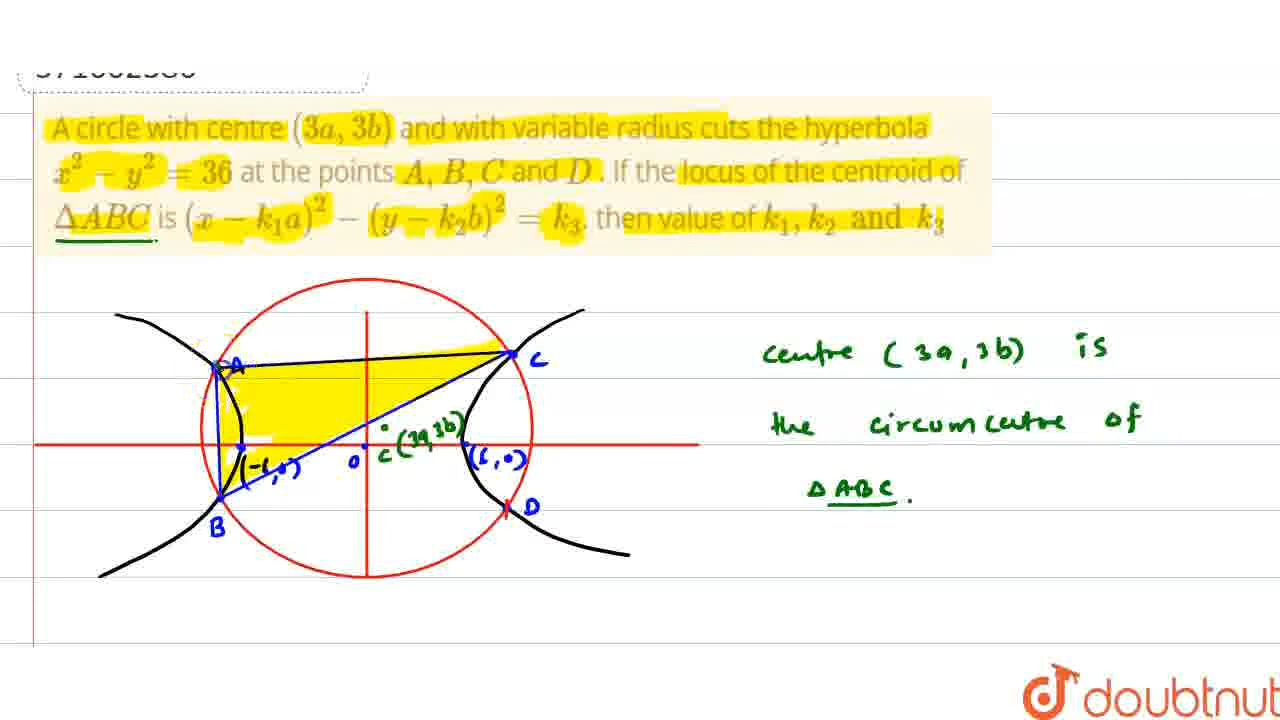 A circle with centre (3a, 3b) and with variable radius cuts the hyperbola
x² − y² = 36 at the points A, B, C and D. If the locus of the centroid of
ΔABC is (x − k₁a)² − (y − k₂b)² = k₃. then value of k₁, k₂ and k₃
A
C
centre (3a, 3b) is
the circumcentre of
Δ ABC.
C (3a, 3b)
O
(-6, 0)
(6, 0)
B
D
doubtnut